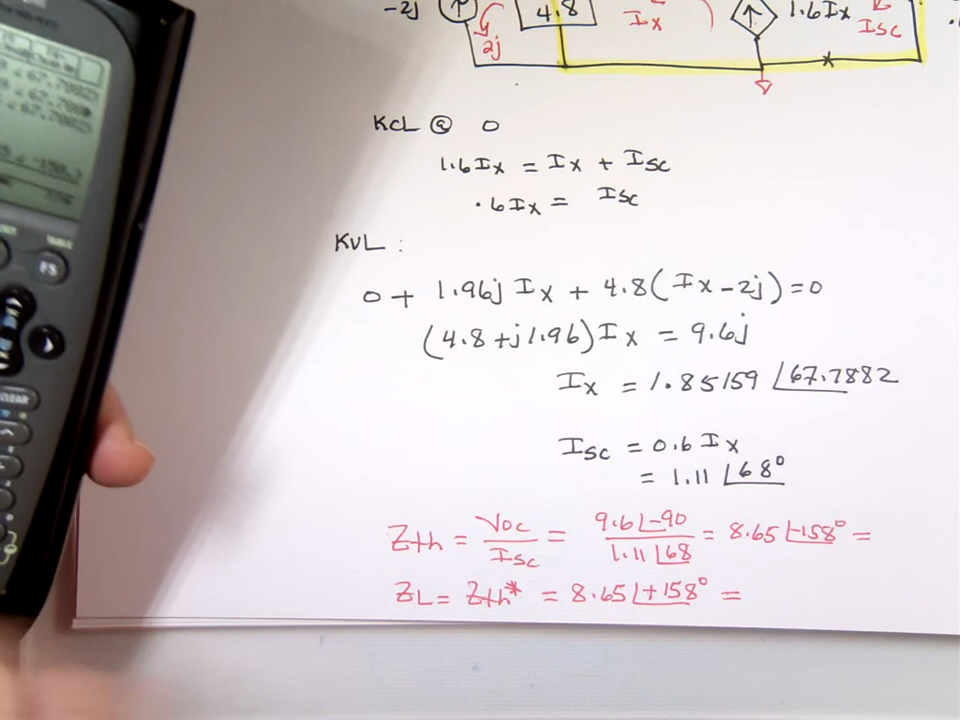 -2j 4.8 Ix 1.6Ix Isc
2j
KCL @ 0
1.6Ix = Ix + Isc
.6Ix = Isc
KVL :
0 + 1.96j Ix + 4.8(Ix-2j)=0
(4.8+j1.96)Ix = 9.6j
Ix = 1.85159 ∠67.7882
Isc = 0.6 Ix
= 1.11 ∠68°
Zth = Voc/Isc = 9.6∠-90/1.11∠68 = 8.65∠-158° =
ZL = Zth* = 8.65∠+158° =
F5
CLEAR